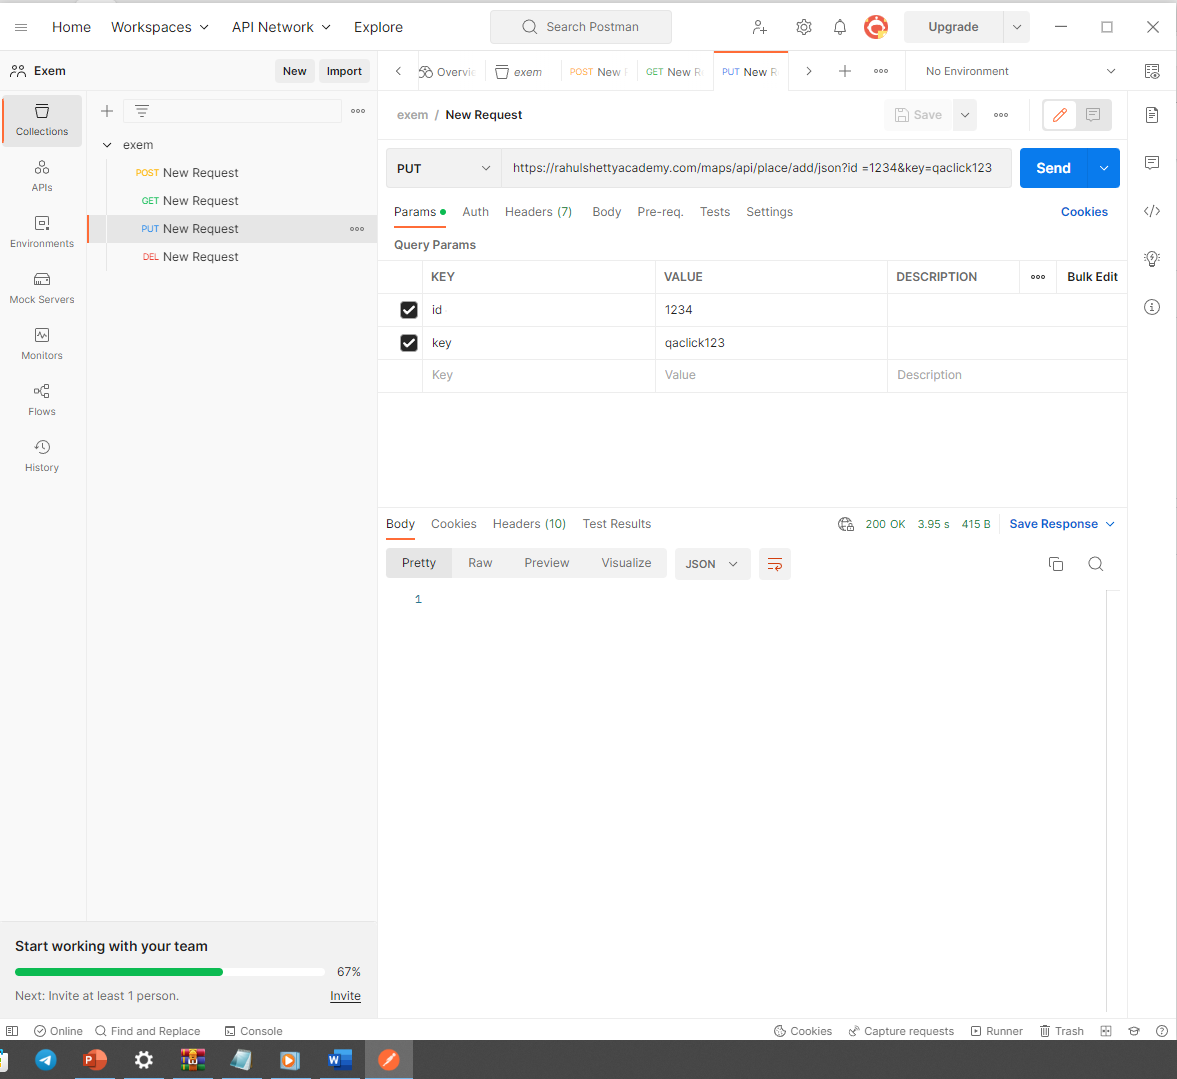 Home Workspaces API Network Explore Search Postman Upgrade
Exem New Import Overvi exem POST New GET New R PUT New R No Environment
Collections
APIs
Environments
Mock Servers
Monitors
Flows
History
exem
POST New Request
GET New Request
PUT New Request
DEL New Request
exem / New Request Save
PUT https://rahulshettyacademy.com/maps/api/place/add/json?id =1234&key=qaclick123 Send
Params Auth Headers (7) Body Pre-req. Tests Settings Cookies
Query Params
KEY VALUE DESCRIPTION Bulk Edit
id 1234
key qaclick123
Key Value Description
Body Cookies Headers (10) Test Results 200 OK 3.95 s 415 B Save Response
Pretty Raw Preview Visualize JSON
1
Start working with your team
67%
Next: Invite at least 1 person. Invite
Online Find and Replace Console Cookies Capture requests Runner Trash